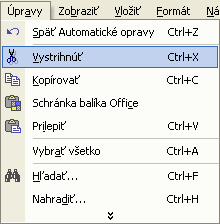 Úpravy Zobraziť Vložiť Formát Ná
Späť Automatické opravy Ctrl+Z
Vystrihnúť Ctrl+X
Kopírovať Ctrl+C
Schránka balíka Office
Prilepiť Ctrl+V
Vybrať všetko Ctrl+A
Hľadať... Ctrl+F
Nahradiť... Ctrl+H